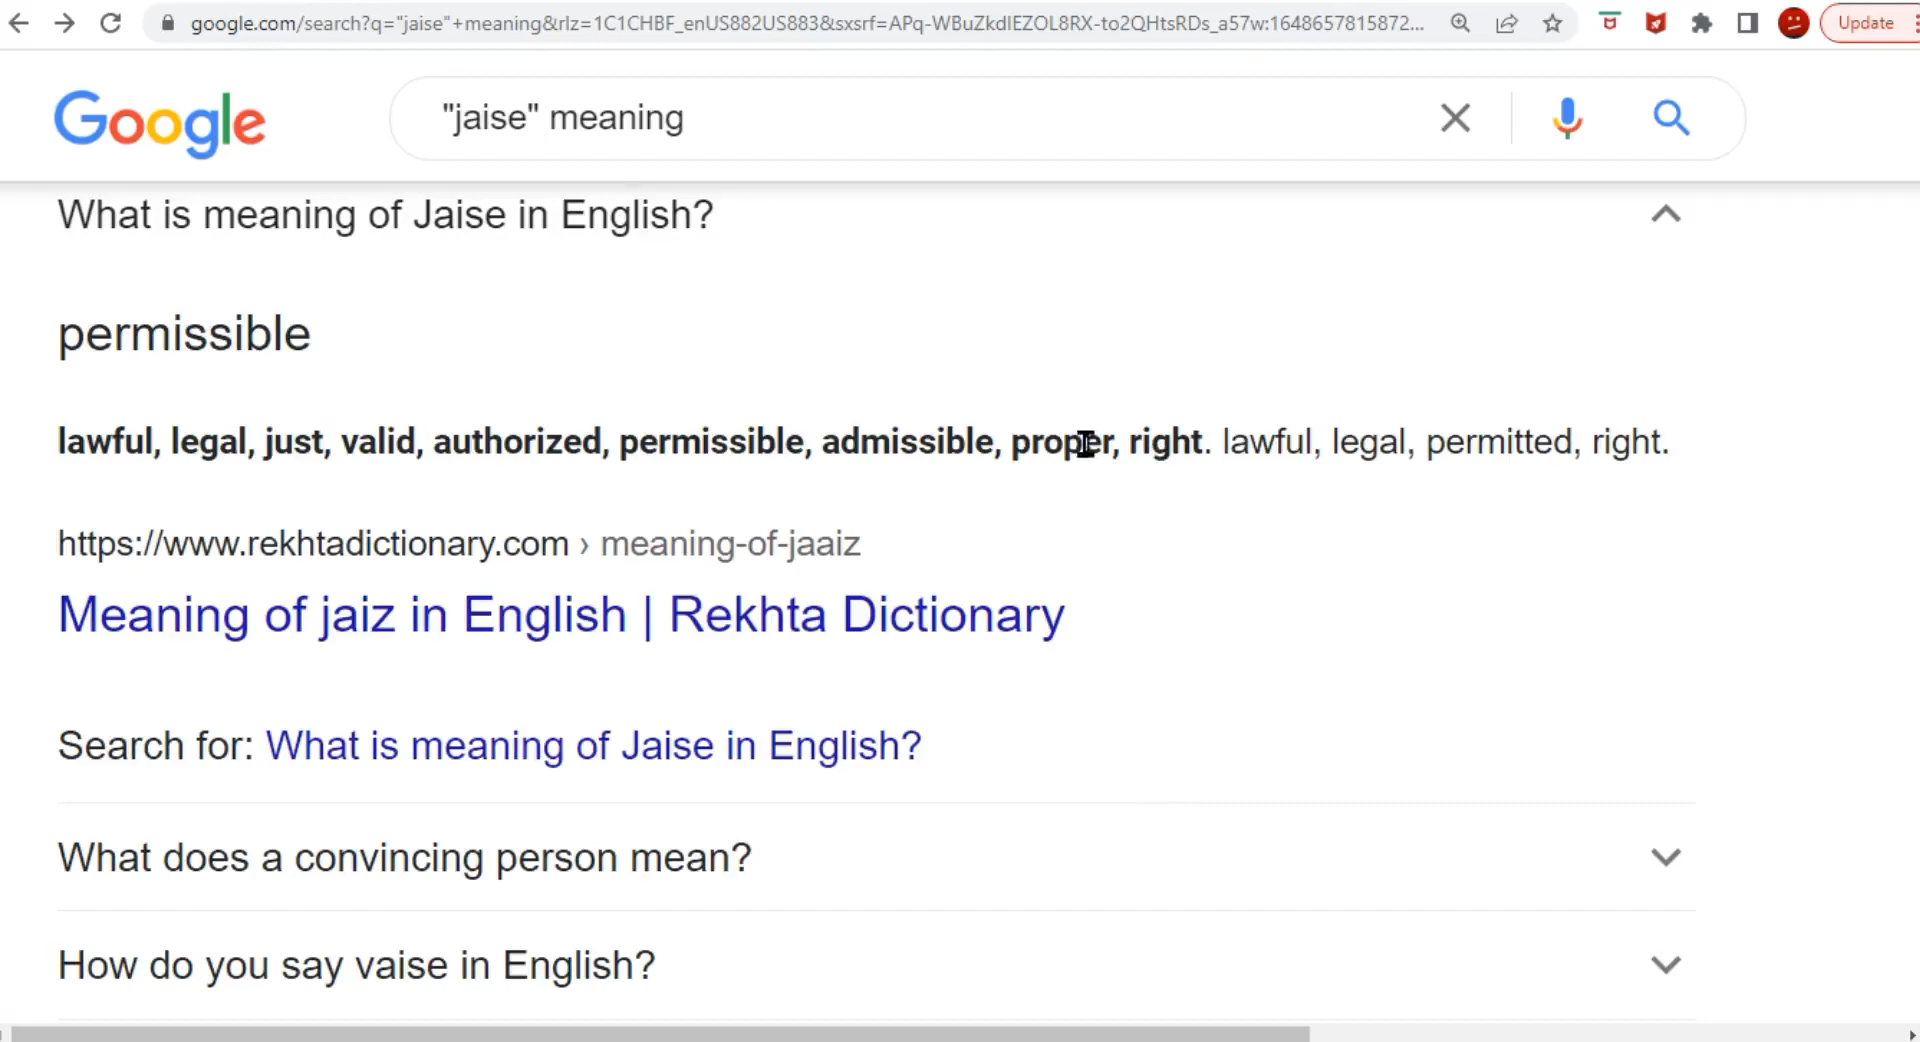 google.com/search?q="jaise"+meaning&rlz=1C1CHBF_enUS882US883&sxsrf=APq-WBuZkdlEZOL8RX-to2QHtsRDs_a57w:1648657815872...
Update
Google
"jaise" meaning
What is meaning of Jaise in English?
permissible
lawful, legal, just, valid, authorized, permissible, admissible, proper, right. lawful, legal, permitted, right.
https://www.rekhtadictionary.com › meaning-of-jaaiz
Meaning of jaiz in English | Rekhta Dictionary
Search for: What is meaning of Jaise in English?
What does a convincing person mean?
How do you say vaise in English?